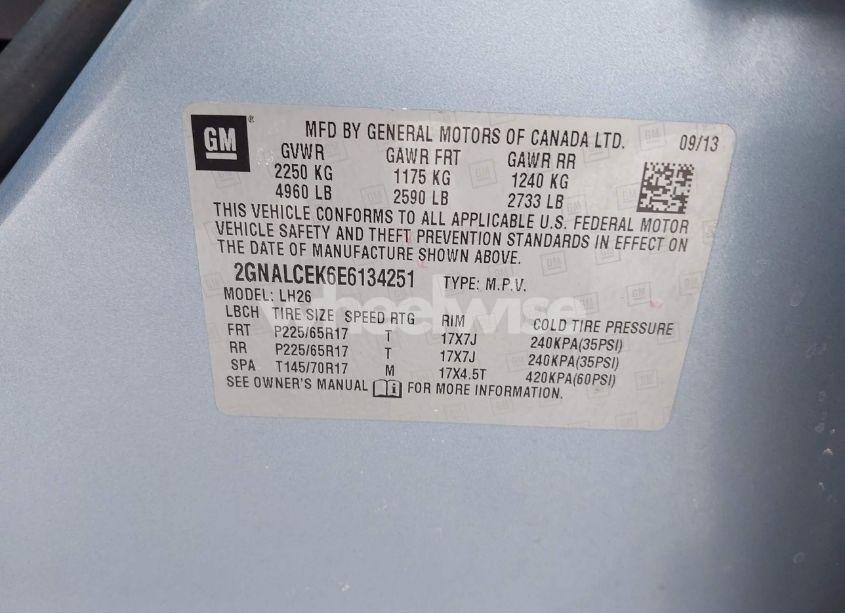 GM® MFD BY GENERAL MOTORS OF CANADA LTD. 09/13
GVWR GAWR FRT GAWR RR
2250 KG 1175 KG 1240 KG
4960 LB 2590 LB 2733 LB
THIS VEHICLE CONFORMS TO ALL APPLICABLE U.S. FEDERAL MOTOR
VEHICLE SAFETY AND THEFT PREVENTION STANDARDS IN EFFECT ON
THE DATE OF MANUFACTURE SHOWN ABOVE.
2GNALCEK6E6134251 TYPE: M.P.V.
MODEL: LH26
LBCH TIRE SIZE SPEED RTG RIM COLD TIRE PRESSURE
FRT P225/65R17 T 17X7J 240KPA(35PSI)
RR P225/65R17 T 17X7J 240KPA(35PSI)
SPA T145/70R17 M 17X4.5T 420KPA(60PSI)
SEE OWNER'S MANUAL FOR MORE INFORMATION.
wheelwise